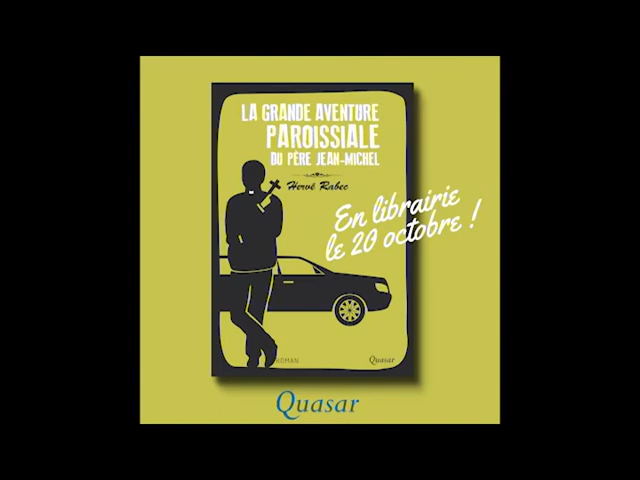 LA GRANDE AVENTURE
PAROISSIALE
DU PÈRE JEAN-MICHEL
Hervé Rabec
En librairie
le 20 octobre !
ROMAN
Quasar
Quasar